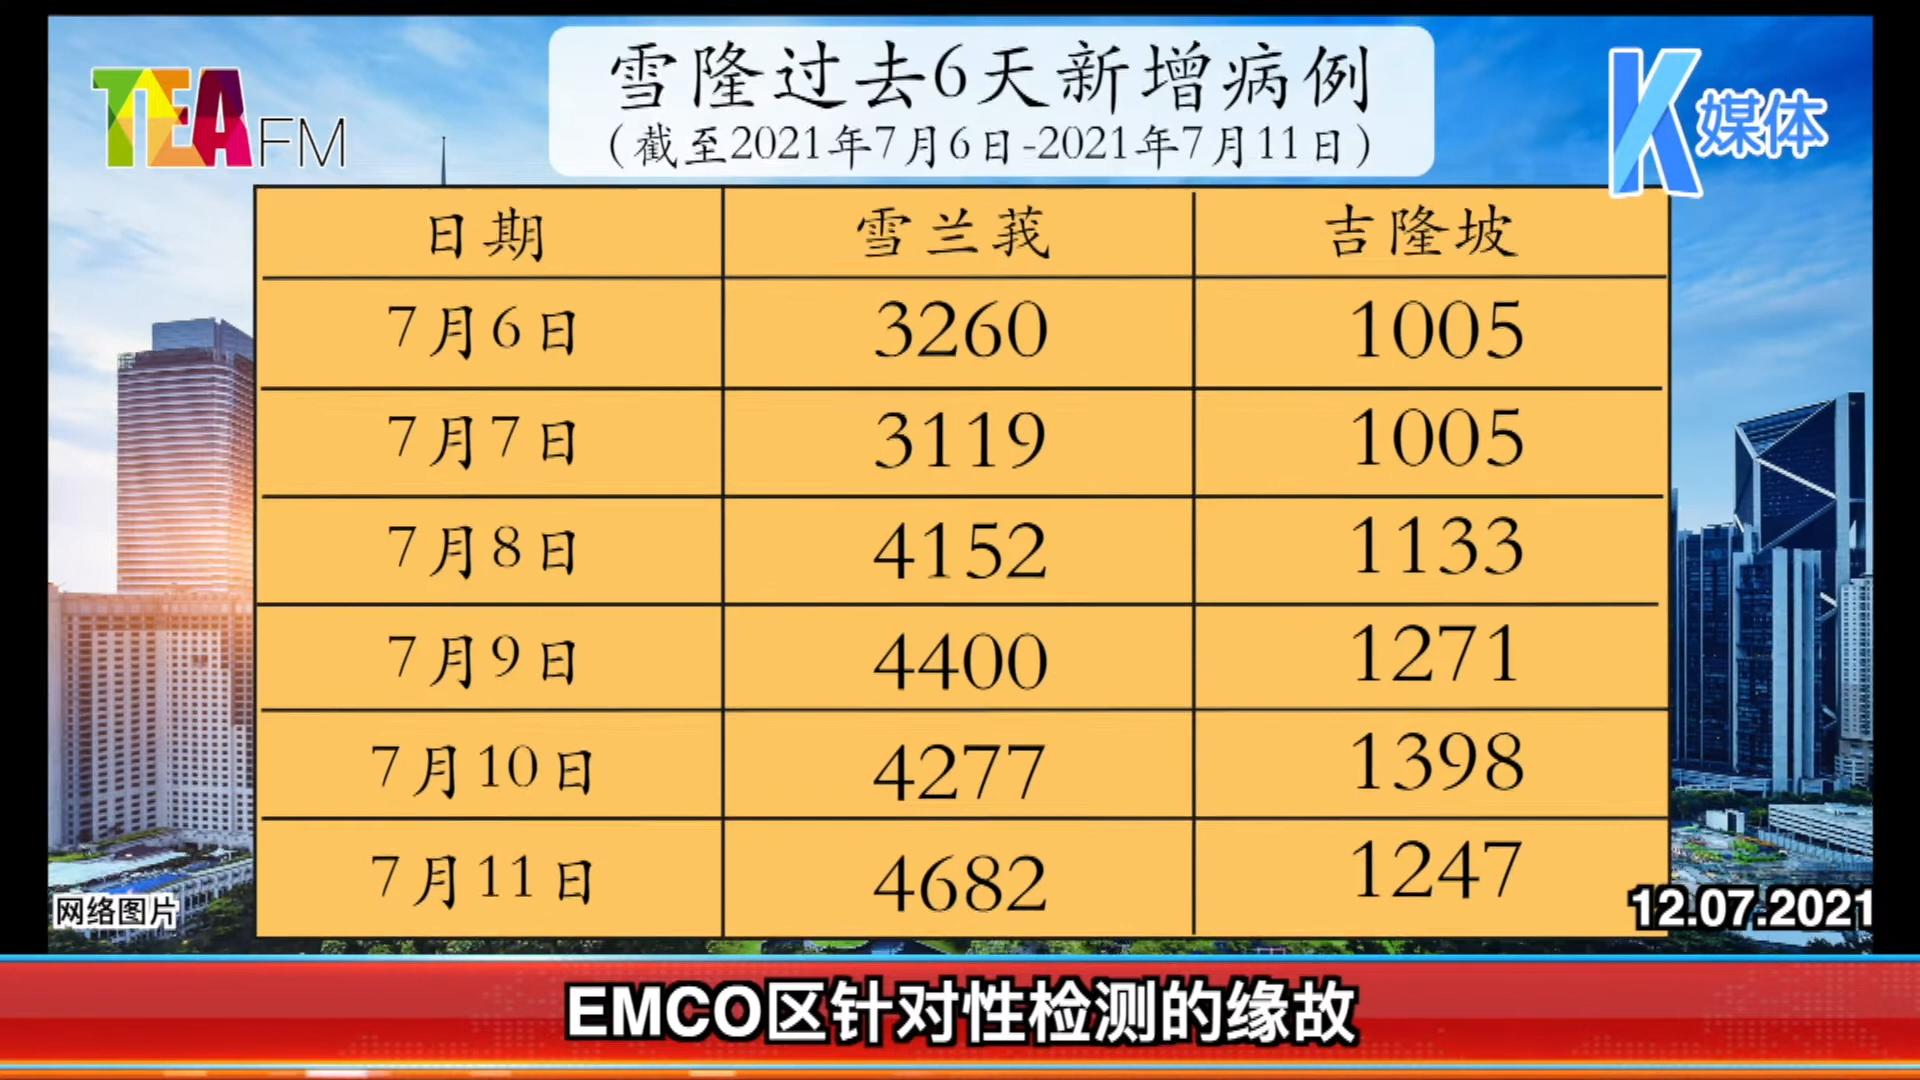 TEA FM
雪隆过去6天新增病例
(截至2021年7月6日-2021年7月11日)
K 媒体
日期 雪兰莪 吉隆坡
7月6日 3260 1005
7月7日 3119 1005
7月8日 4152 1133
7月9日 4400 1271
7月10日 4277 1398
7月11日 4682 1247
网络图片
12.07.2021
EMCO区针对性检测的缘故